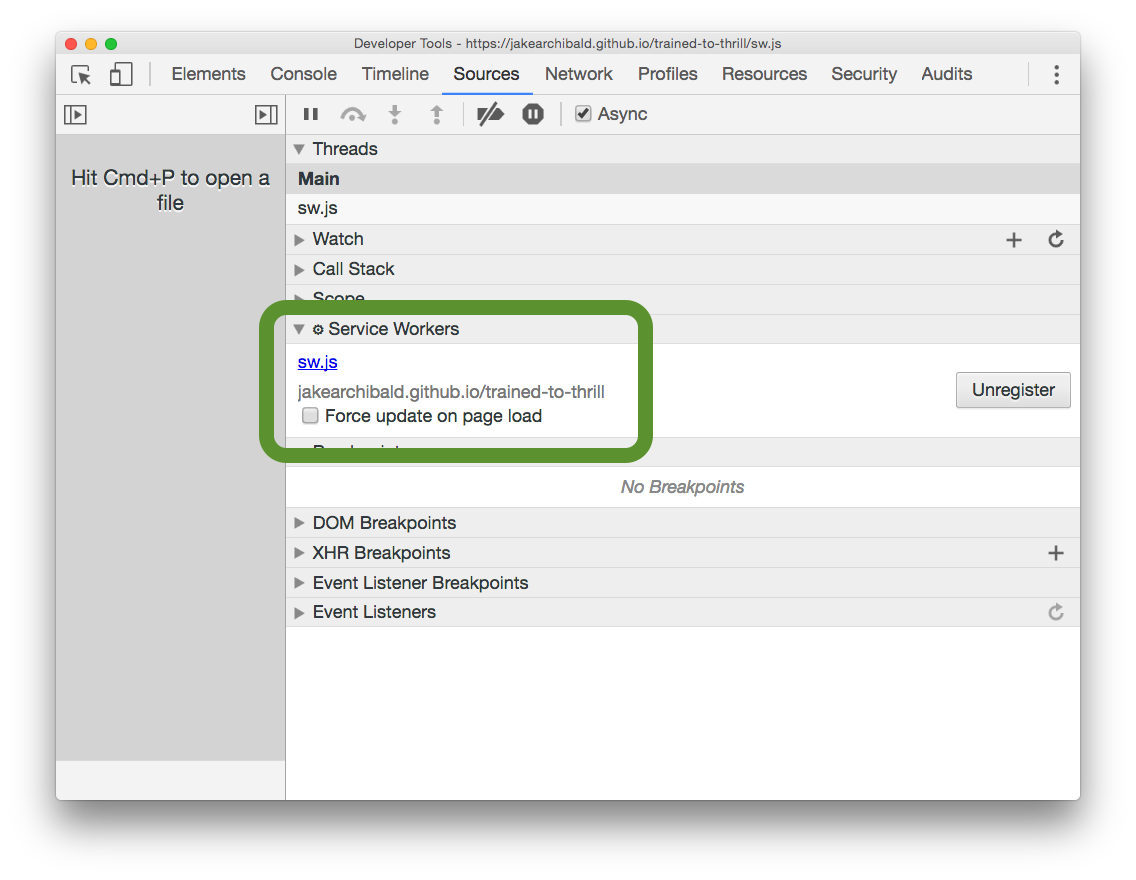 Developer Tools - https://jakearchibald.github.io/trained-to-thrill/sw.js
Elements Console Timeline Sources Network Profiles Resources Security Audits
Async
Hit Cmd+P to open a
file
Threads
Main
sw.js
Watch
Call Stack
Scope
Service Workers
sw.js
jakearchibald.github.io/trained-to-thrill
Force update on page load
Unregister
No Breakpoints
DOM Breakpoints
XHR Breakpoints
Event Listener Breakpoints
Event Listeners